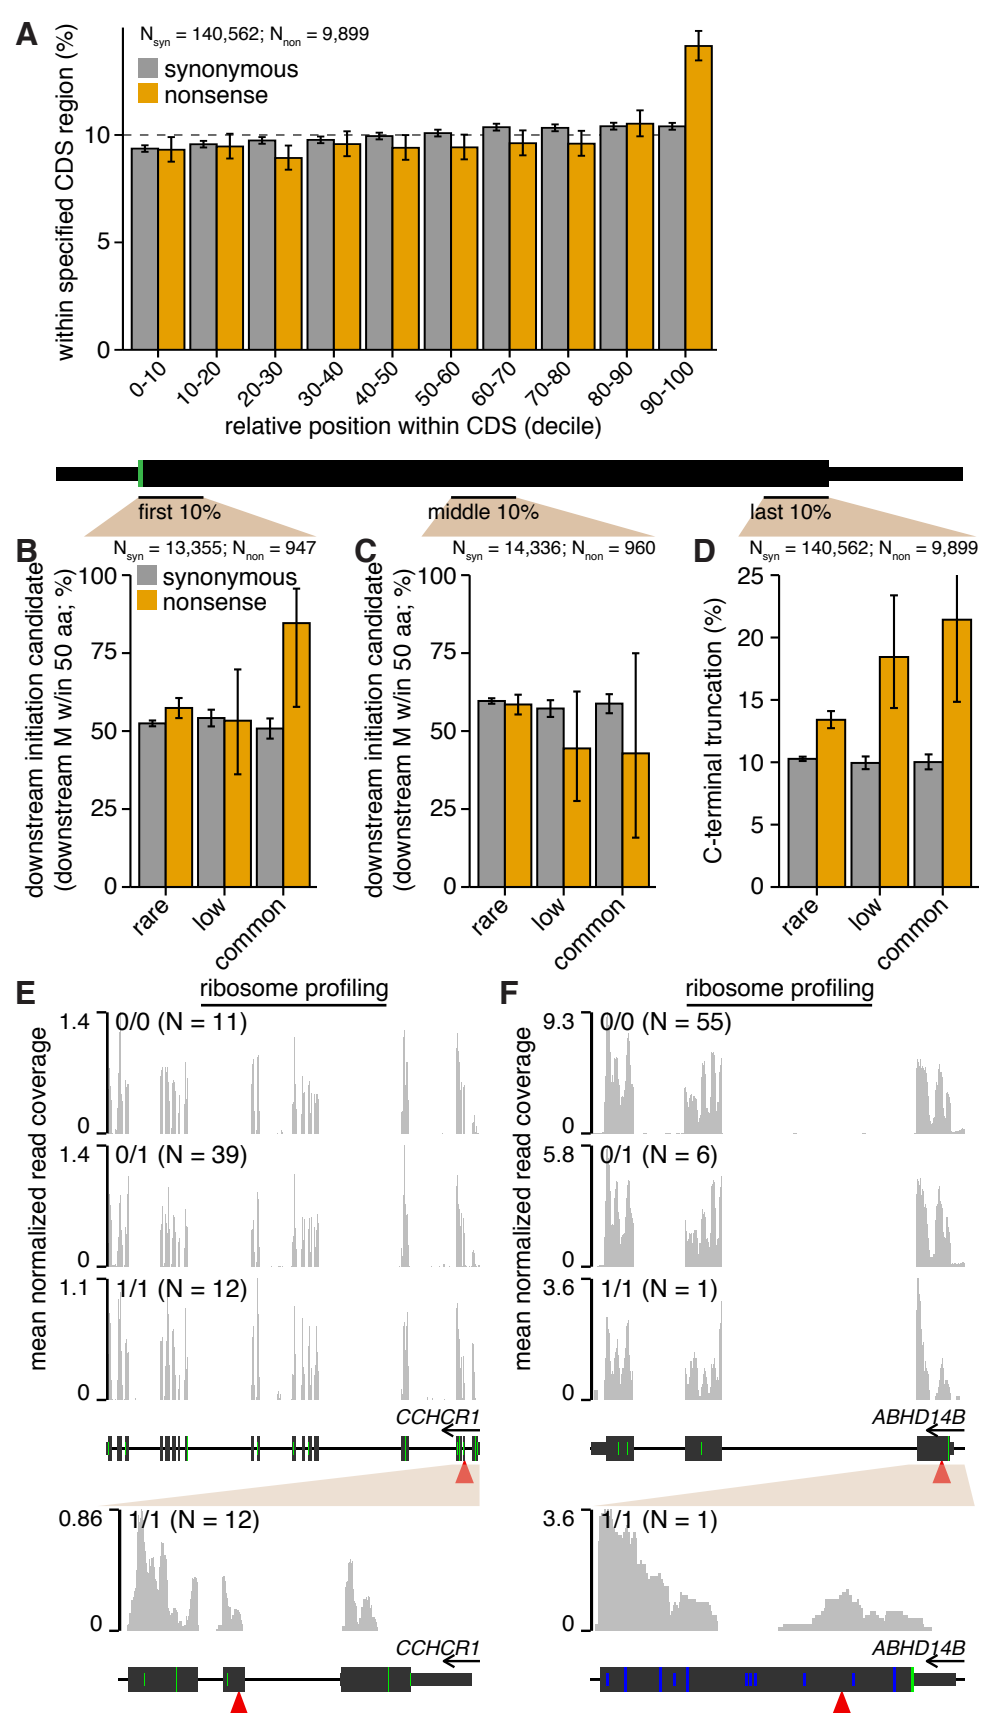 A
N_syn = 140,562; N_non = 9,899
synonymous
nonsense
within specified CDS region (%)
10
5
0
0-10
10-20
20-30
30-40
40-50
50-60
60-70
70-80
80-90
90-100
relative position within CDS (decile)
first 10%
middle 10%
last 10%
B
N_syn = 13,355; N_non = 947
synonymous
nonsense
downstream initiation candidate
(downstream M w/in 50 aa; %)
100
75
50
25
0
rare
low
common
C
N_syn = 14,336; N_non = 960
downstream initiation candidate
(downstream M w/in 50 aa; %)
100
75
50
25
0
rare
low
common
D
N_syn = 140,562; N_non = 9,899
C-terminal truncation (%)
25
20
15
10
5
0
rare
low
common
E
ribosome profiling
mean normalized read coverage
1.4
0/0 (N = 11)
0
1.4
0/1 (N = 39)
0
1.1
1/1 (N = 12)
0
CCHCR1
0.86
1/1 (N = 12)
0
CCHCR1
F
ribosome profiling
mean normalized read coverage
9.3
0/0 (N = 55)
0
5.8
0/1 (N = 6)
0
3.6
1/1 (N = 1)
0
ABHD14B
3.6
1/1 (N = 1)
0
ABHD14B